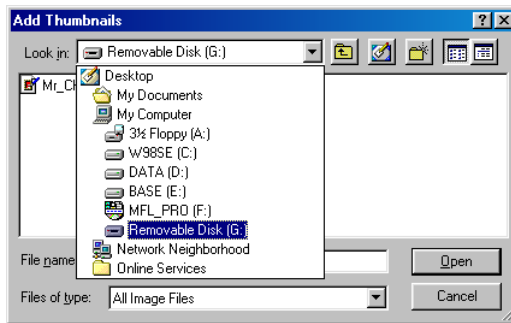 Add Thumbnails
Look in: Removable Disk (G:)
Desktop
My Documents
My Computer
3½ Floppy (A:)
W98SE (C:)
DATA (D:)
BASE (E:)
MFL_PRO (F:)
Removable Disk (G:)
Network Neighborhood
Online Services
File name
Open
Files of type: All Image Files
Cancel